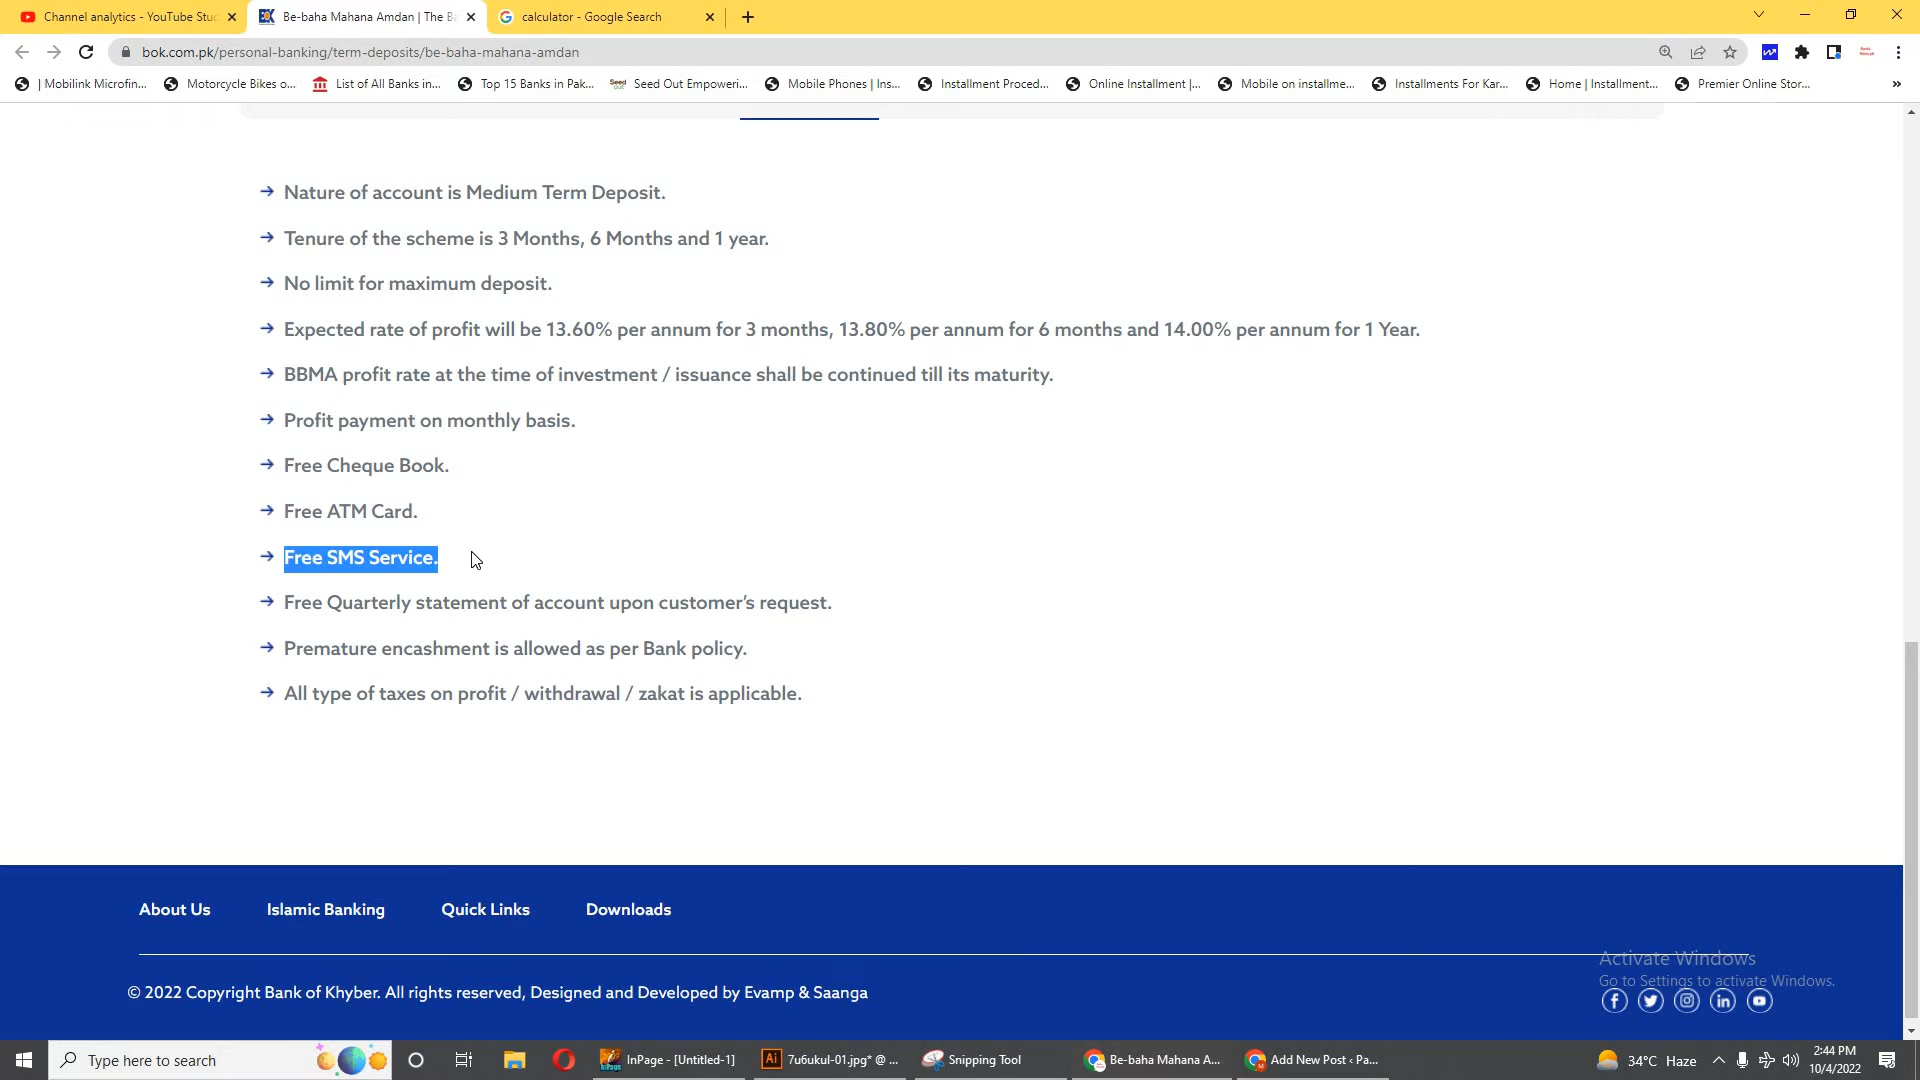 Channel analytics - YouTube Stu
Be-baha Mahana Amdan | The Ba
calculator - Google Search
bok.com.pk/personal-banking/term-deposits/be-baha-mahana-amdan
| Mobilink Microfin...
Motorcycle Bikes o...
List of All Banks in...
Top 15 Banks in Pak...
Seed Out Empoweri...
Mobile Phones | Ins...
Installment Proced...
Online Installment |...
Mobile on installme...
Installments For Kar...
Home | Installment...
Premier Online Stor...
»
Nature of account is Medium Term Deposit.
Tenure of the scheme is 3 Months, 6 Months and 1 year.
No limit for maximum deposit.
Expected rate of profit will be 13.60% per annum for 3 months, 13.80% per annum for 6 months and 14.00% per annum for 1 Year.
BBMA profit rate at the time of investment / issuance shall be continued till its maturity.
Profit payment on monthly basis.
Free Cheque Book.
Free ATM Card.
Free SMS Service.
Free Quarterly statement of account upon customer's request.
Premature encashment is allowed as per Bank policy.
All type of taxes on profit / withdrawal / zakat is applicable.
About Us
Islamic Banking
Quick Links
Downloads
Activate Windows
Go to Settings to activate Windows.
© 2022 Copyright Bank of Khyber. All rights reserved, Designed and Developed by Evamp & Saanga
Type here to search
InPage - [Untitled-1]
7u6ukul-01.jpg* @ ...
Snipping Tool
Be-baha Mahana A...
Add New Post ‹ Pa...
34°C Haze
2:44 PM
10/4/2022